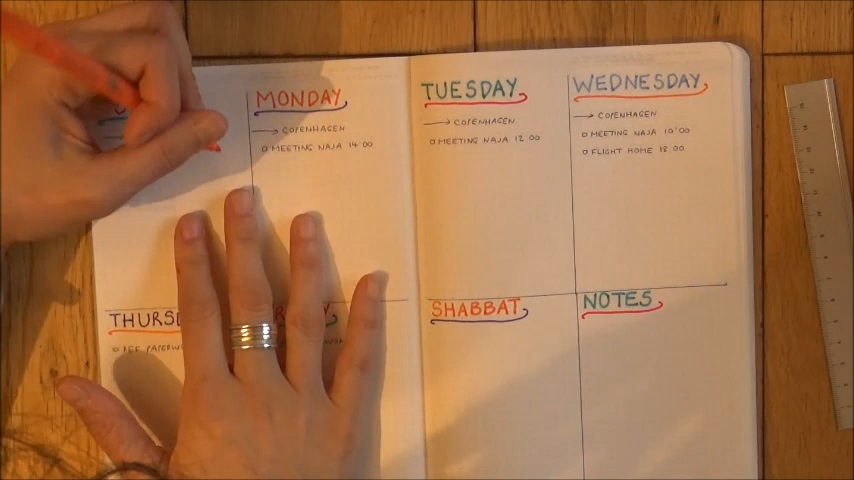 MONDAY
→ COPENHAGEN
□ MEETING NAJA 14:00
TUESDAY
→ COPENHAGEN
□ MEETING NAJA 12:00
WEDNESDAY
→ COPENHAGEN
□ MEETING NAJA 10:00
□ FLIGHT HOME 18:00
SHABBAT
NOTES